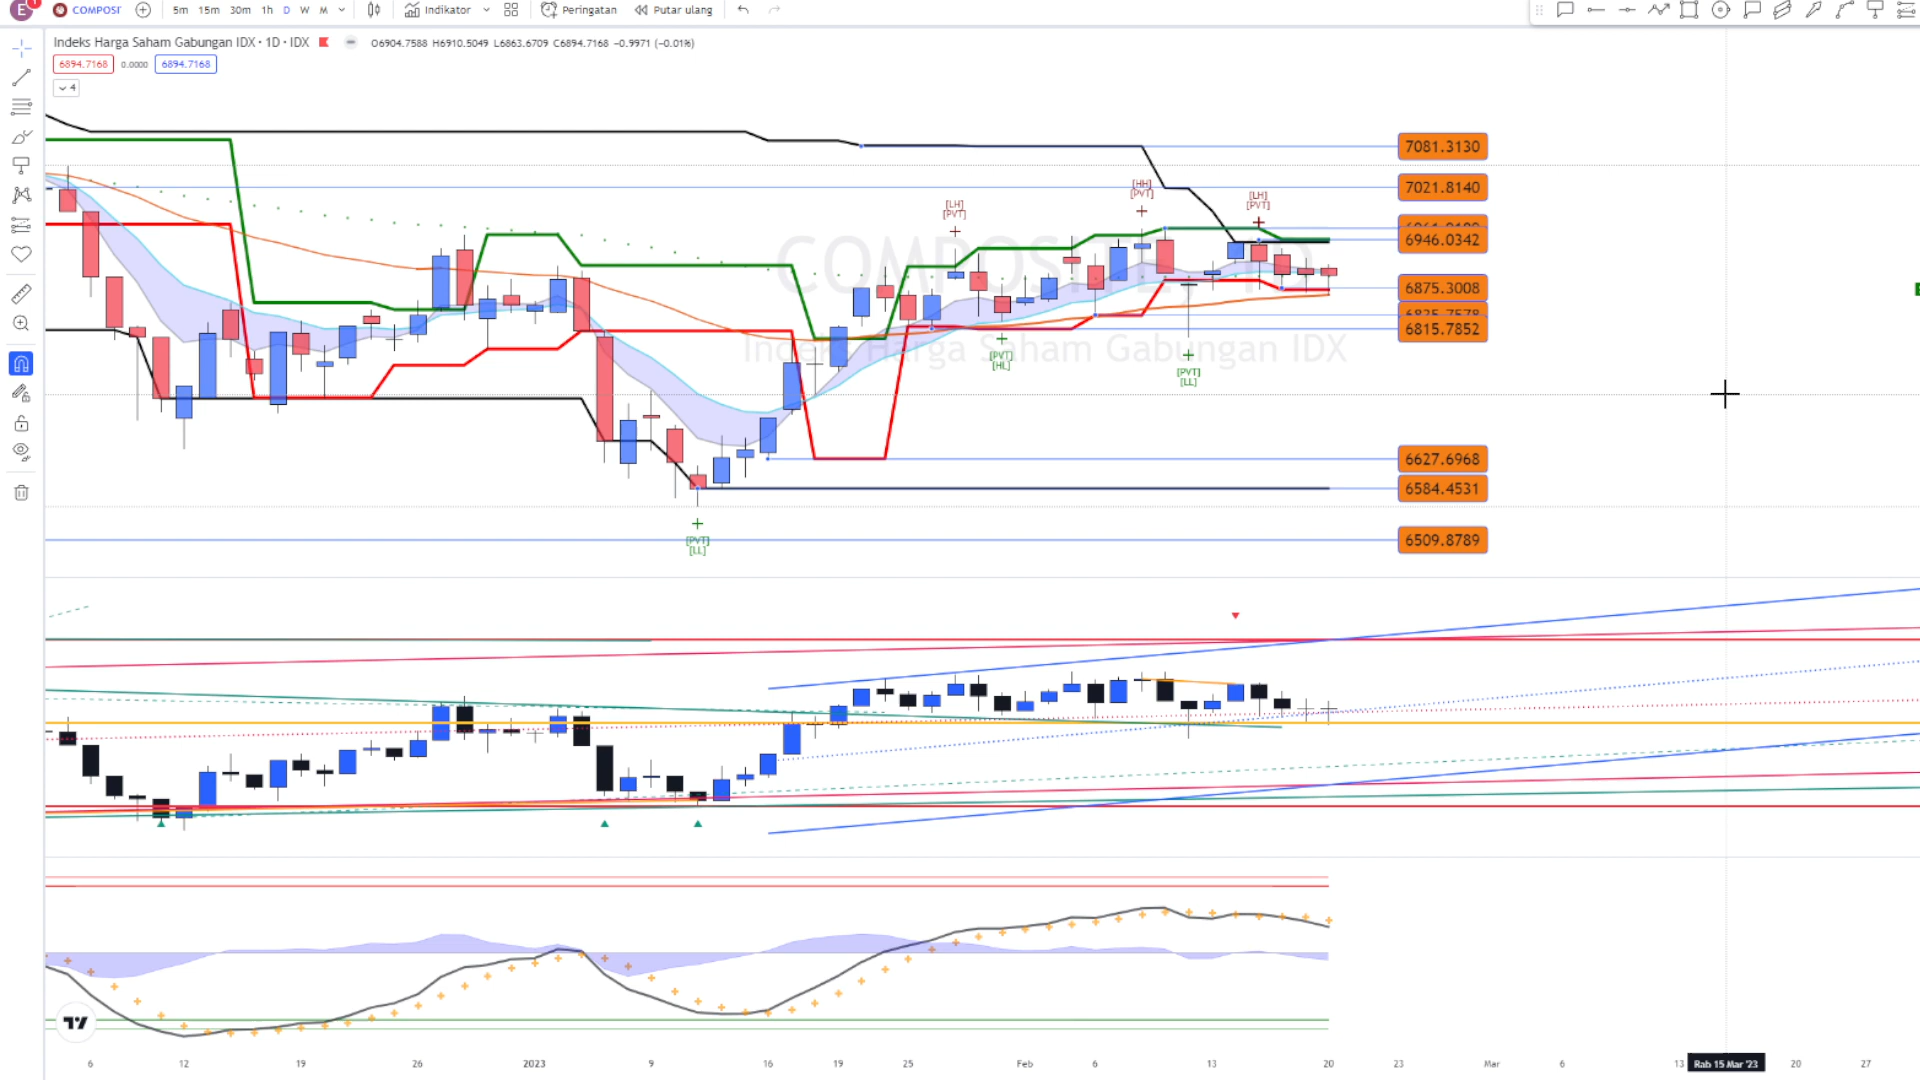 E 1 COMPOSIT 5m 15m 30m 1h D W M Indikator Peringatan Putar ulang
Indeks Harga Saham Gabungan IDX · 1D · IDX O6904.7588 H6910.5049 L6863.6709 C6894.7168 −0.9971 (−0.01%)
6894.7168 0.0000 6894.7168
4
7081.3130
7021.8140
[HH]
[PVT]
[LH]
[PVT]
[LH]
[PVT]
6946.0342
6875.3008
6815.7852
Indeks Harga Saham Gabungan IDX
[PVT]
[HL]
[PVT]
[LL]
6627.6968
6584.4531
6509.8789
[PVT]
[LL]
6 12 19 26 2023 9 16 19 25 Feb 6 13 20 23 Mar 6 13 Rab 15 Mar '23 20 27